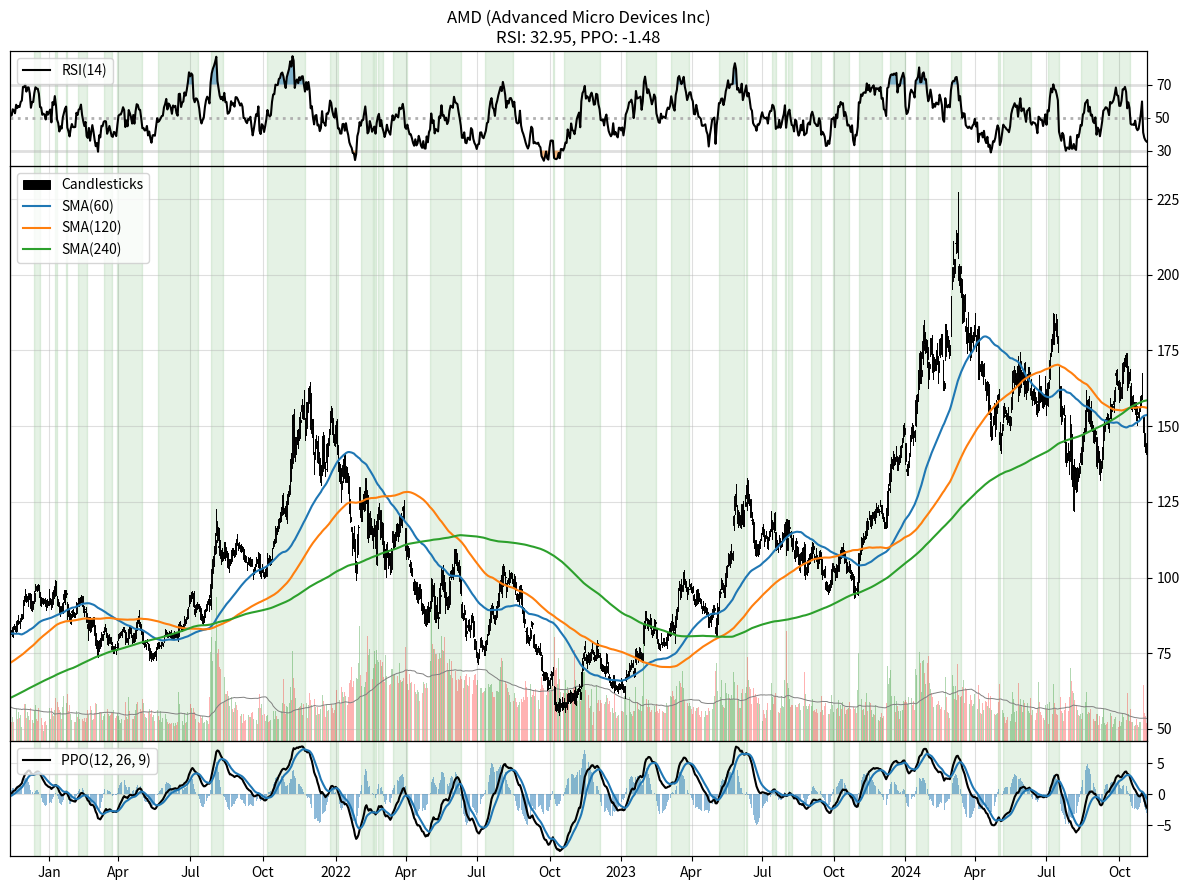 AMD (Advanced Micro Devices Inc)
RSI: 32.95, PPO: -1.48
RSI(14)
70
50
30
Candlesticks
SMA(60)
SMA(120)
SMA(240)
225
200
175
150
125
100
75
50
PPO(12, 26, 9)
5
0
−5
Jan Apr Jul Oct 2022 Apr Jul Oct 2023 Apr Jul Oct 2024 Apr Jul Oct